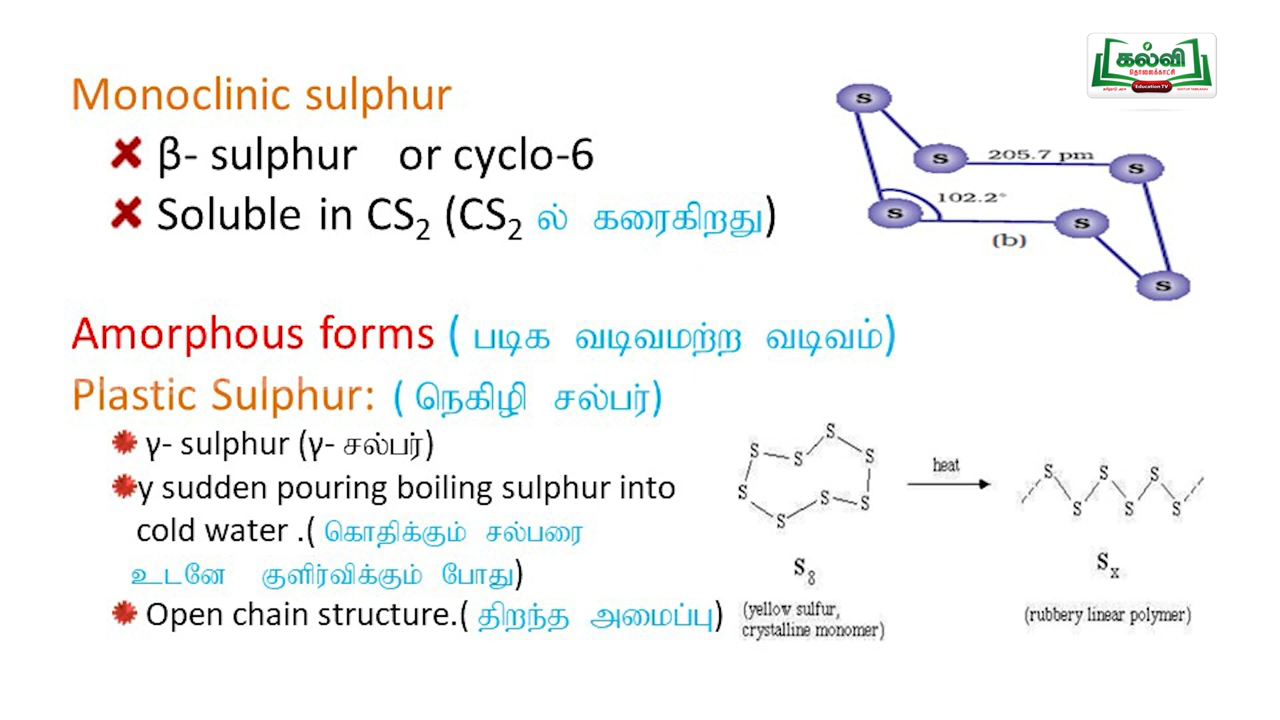 கல்வி
தொலைக்காட்சி
Education TV
Monoclinic sulphur
β- sulphur or cyclo-6
Soluble in CS2 (CS2 ல் கரைகிறது)
S
S
205.7 pm
S
S
102.2°
S
(b)
S
Amorphous forms ( படிக வடிவமற்ற வடிவம்)
Plastic Sulphur: ( நெகிழி சல்பர்)
γ- sulphur (γ- சல்பர்)
y sudden pouring boiling sulphur into
cold water .( கொதிக்கும் சல்பரை
உடனே குளிர்விக்கும் போது)
Open chain structure.( திறந்த அமைப்பு)
S
S
S
S
S
S
S
S
heat
S
S
S
S
S
S
S8
Sx
(yellow sulfur,
crystalline monomer)
(rubbery linear polymer)